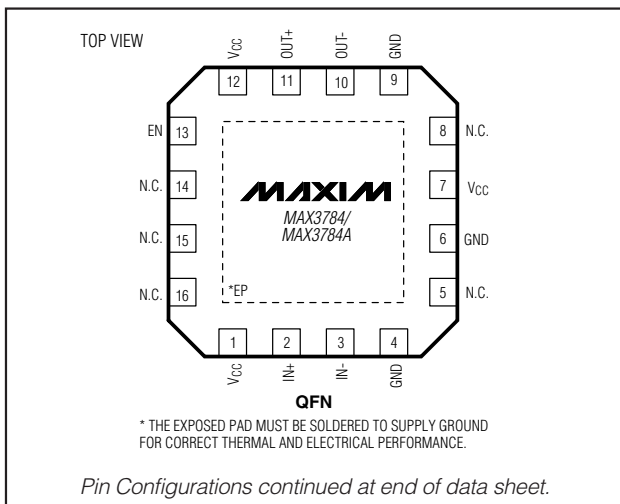 TOP VIEW
VCC
OUT+
OUT-
GND
12
11
10
9
EN 13
8 N.C.
N.C. 14
7 VCC
MAXIM
MAX3784/
MAX3784A
N.C. 15
6 GND
N.C. 16
*EP
5 N.C.
1
2
3
4
VCC
IN+
IN-
GND
QFN
* THE EXPOSED PAD MUST BE SOLDERED TO SUPPLY GROUND
FOR CORRECT THERMAL AND ELECTRICAL PERFORMANCE.
Pin Configurations continued at end of data sheet.